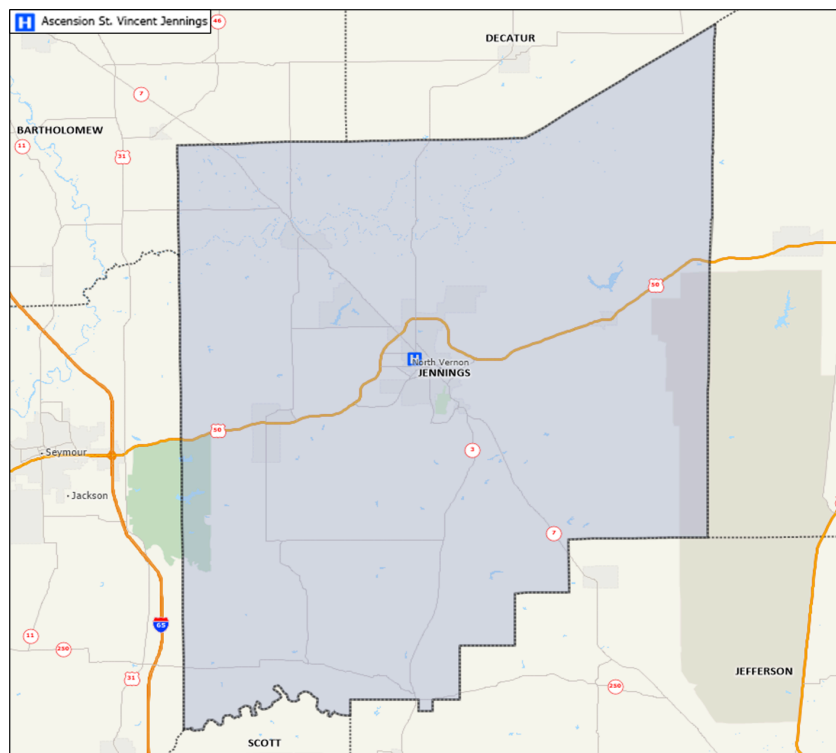 H Ascension St. Vincent Jennings
46
DECATUR
7
BARTHOLOMEW
11
31
50
H
North Vernon
JENNINGS
50
3
- Seymour
- Jackson
7
65
11
250
31
250
JEFFERSON
SCOTT